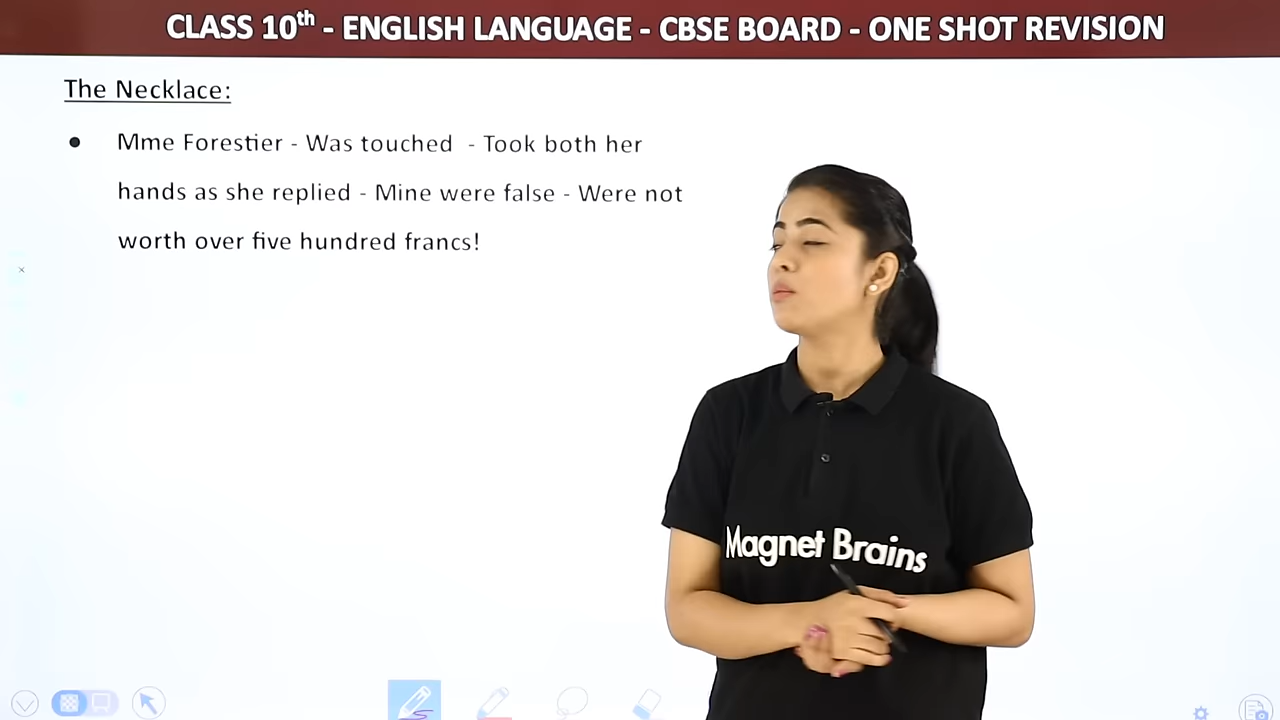 CLASS 10th - ENGLISH LANGUAGE - CBSE BOARD - ONE SHOT REVISION
The Necklace:
● Mme Forestier - Was touched - Took both her
hands as she replied - Mine were false - Were not
worth over five hundred francs!
Magnet Brains